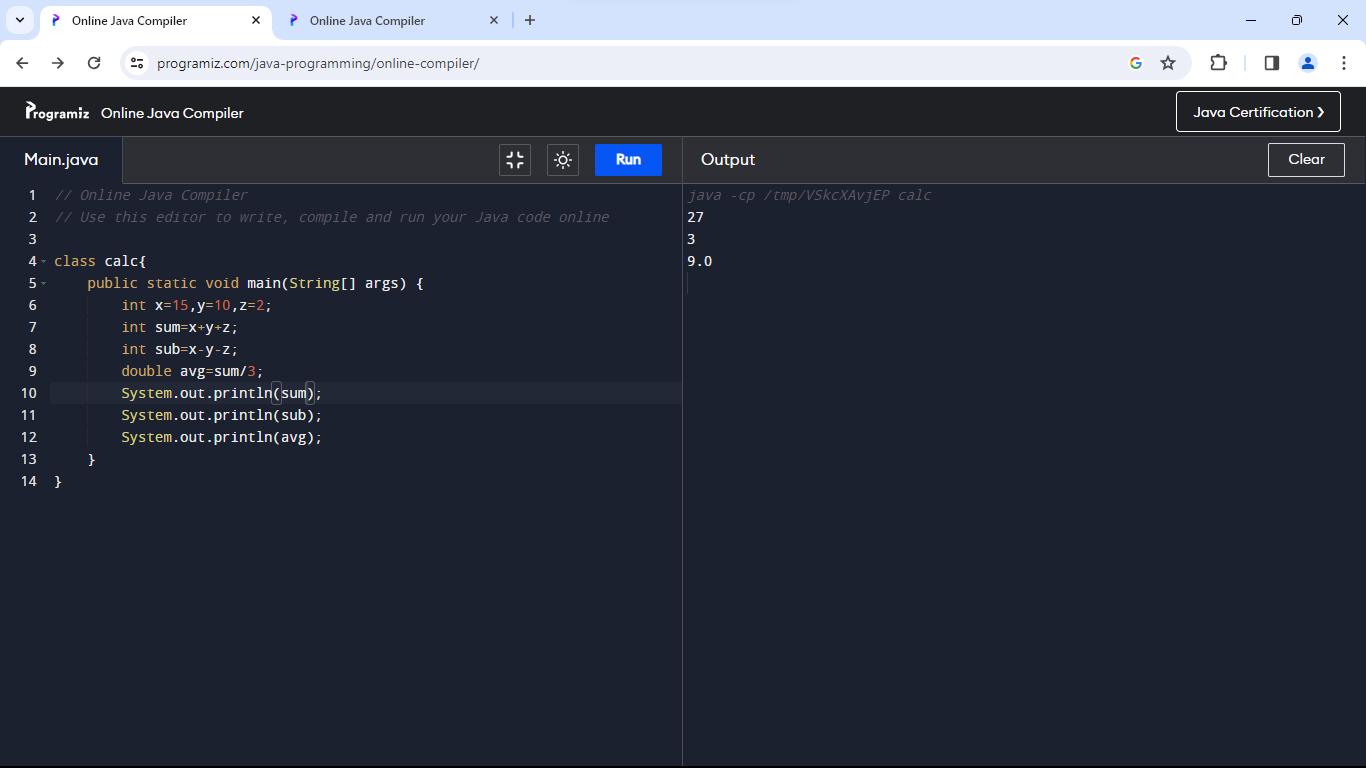 Online Java Compiler
Online Java Compiler
programiz.com/java-programming/online-compiler/
Programiz Online Java Compiler
Java Certification ❯
Main.java
Run
Output
Clear
1 // Online Java Compiler
2 // Use this editor to write, compile and run your Java code online
3
4 class calc{
5     public static void main(String[] args) {
6         int x=15,y=10,z=2;
7         int sum=x+y+z;
8         int sub=x-y-z;
9         double avg=sum/3;
10         System.out.println(sum);
11         System.out.println(sub);
12         System.out.println(avg);
13     }
14 }
java -cp /tmp/VSkcXAvjEP calc
27
3
9.0